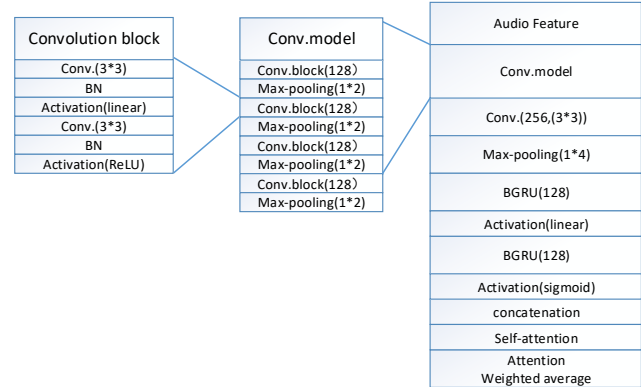 Convolution block
Conv.(3*3)
BN
Activation(linear)
Conv.(3*3)
BN
Activation(ReLU)
Conv.model
Conv.block(128）
Max-pooling(1*2)
Conv.block(128）
Max-pooling(1*2)
Conv.block(128）
Max-pooling(1*2)
Conv.block(128）
Max-pooling(1*2)
Audio Feature
Conv.model
Conv.(256,(3*3))
Max-pooling(1*4)
BGRU(128)
Activation(linear)
BGRU(128)
Activation(sigmoid)
concatenation
Self-attention
Attention
Weighted average